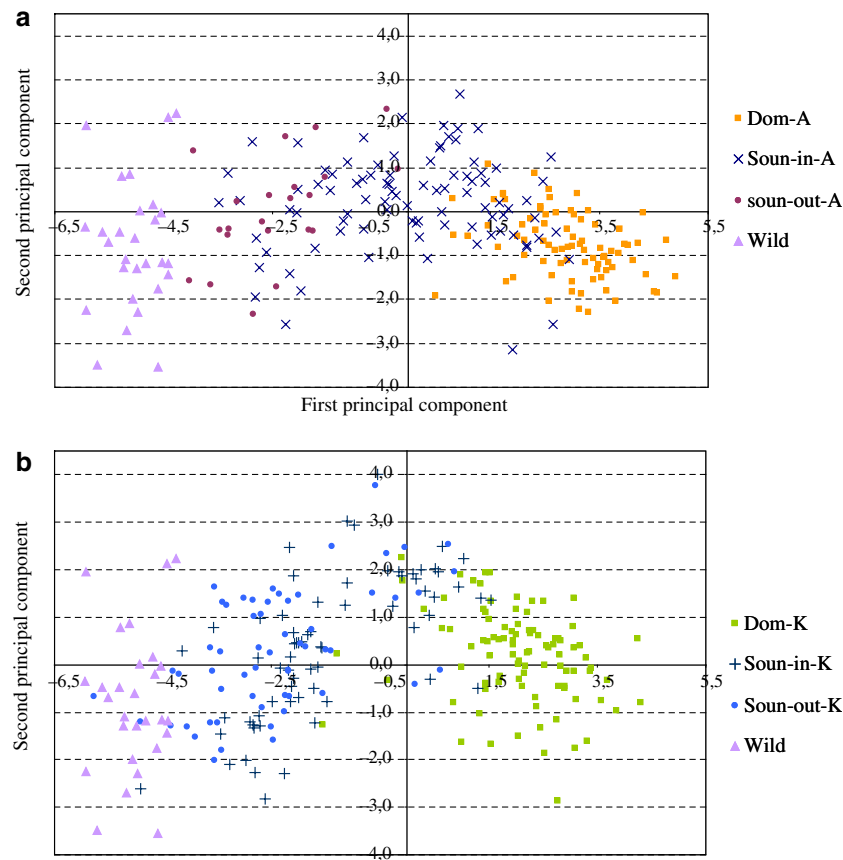 a
4,0
3,0
2,0
1,0
0,0
−6,5 −4,5 −2,5 −0,5 1,5 3,5 5,5
−1,0
−2,0
−3,0
−4,0
Second principal component
First principal component
Dom-A
Soun-in-A
soun-out-A
Wild
b
4,0
3,0
2,0
1,0
0,0
−6,5 −4,5 −2,5 −0,5 1,5 3,5 5,5
−1,0
−2,0
−3,0
−4,0
Second principal component
Dom-K
Soun-in-K
Soun-out-K
Wild